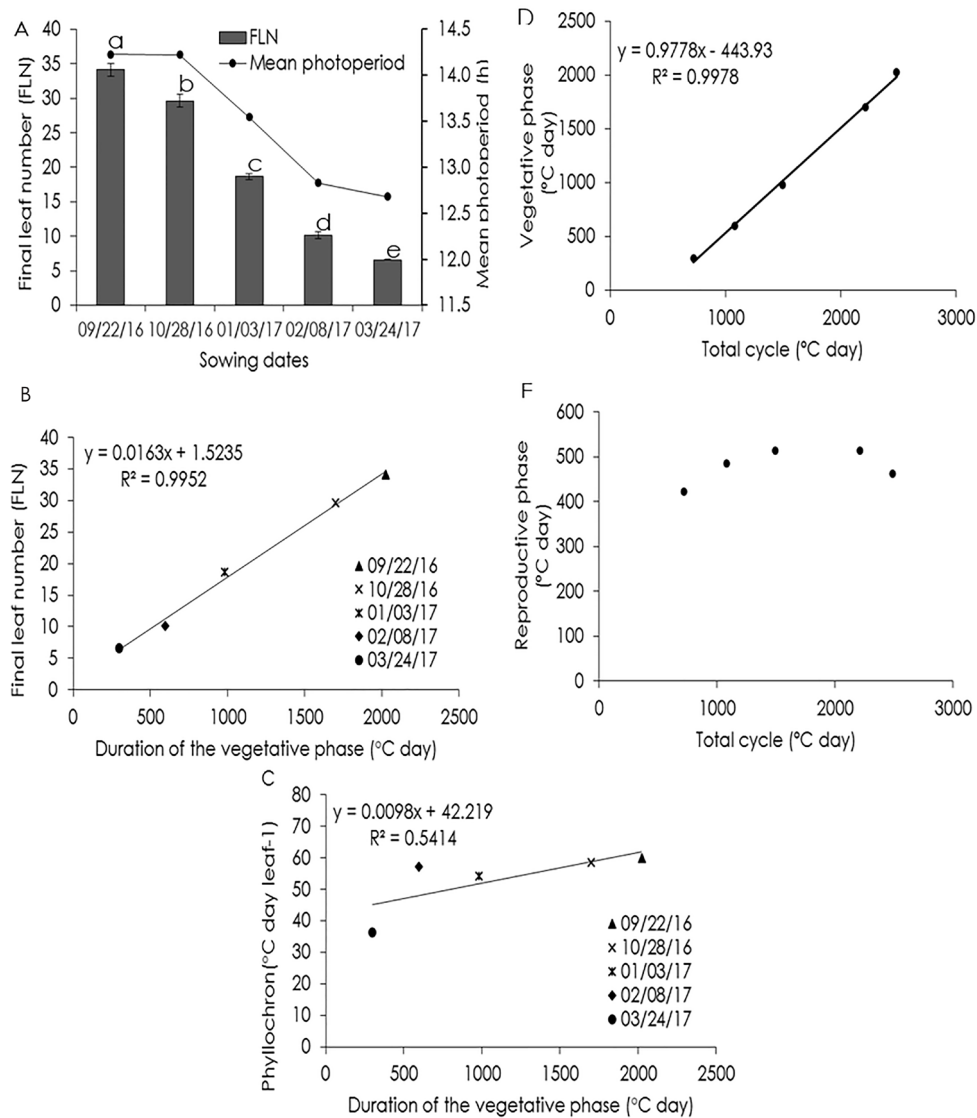 A
Final leaf number (FLN)
40
35
30
25
20
15
10
5
0
a
b
c
d
e
FLN
Mean photoperiod
14.5
14.0
13.5
13.0
12.5
12.0
11.5
Mean photoperiod (h)
09/22/16 10/28/16 01/03/17 02/08/17 03/24/17
Sowing dates
D
Vegetative phase
(°C day)
2500
2000
1500
1000
500
0
y = 0.9778x - 443.93
R² = 0.9978
0 1000 2000 3000
Total cycle (°C day)
B
Final leaf number (FLN)
40
35
30
25
20
15
10
5
0
y = 0.0163x + 1.5235
R² = 0.9952
09/22/16
10/28/16
01/03/17
02/08/17
03/24/17
0 500 1000 1500 2000 2500
Duration of the vegetative phase (°C day)
F
Reproductive phase
(°C day)
600
500
400
300
200
100
0
0 1000 2000 3000
Total cycle (°C day)
C
Phyllochron (°C day leaf-1)
80
70
60
50
40
30
20
10
0
y = 0.0098x + 42.219
R² = 0.5414
09/22/16
10/28/16
01/03/17
02/08/17
03/24/17
0 500 1000 1500 2000 2500
Duration of the vegetative phase (°C day)